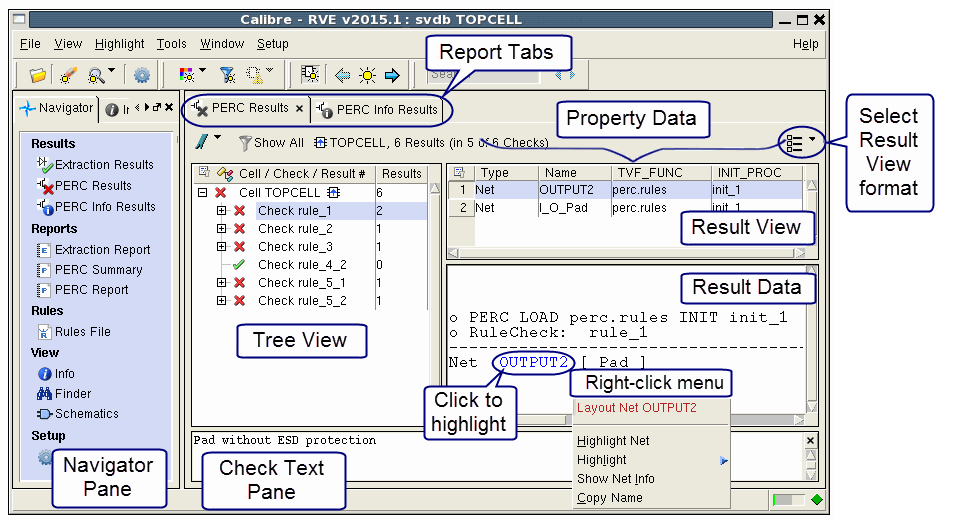 Calibre - RVE v2015.1 : svdb TOPCELL
File View Highlight Tools Window Setup Help
Report Tabs
Navigator
PERC Results
PERC Info Results
Property Data
Select
Result
View
format
Show All TOPCELL, 6 Results (in 5 of 6 Checks)
Results
Extraction Results
PERC Results
PERC Info Results
Reports
Extraction Report
PERC Summary
PERC Report
Rules
Rules File
View
Info
Finder
Schematics
Setup
Navigator
Pane
Cell / Check / Result # Results
Cell TOPCELL 6
Check rule_1 2
Check rule_2 1
Check rule_3 1
Check rule_4_2 0
Check rule_5_1 1
Check rule_5_2 1
Tree View
Type Name TVF_FUNC INIT_PROC
1 Net OUTPUT2 perc.rules init_1
2 Net I_O_Pad perc.rules init_1
Result View
Result Data
o PERC LOAD perc.rules INIT init_1
o RuleCheck: rule_1
Net OUTPUT2 [ Pad ]
Click to
highlight
Right-click menu
Layout Net OUTPUT2
Highlight Net
Highlight
Show Net Info
Copy Name
Pad without ESD protection
Check Text
Pane